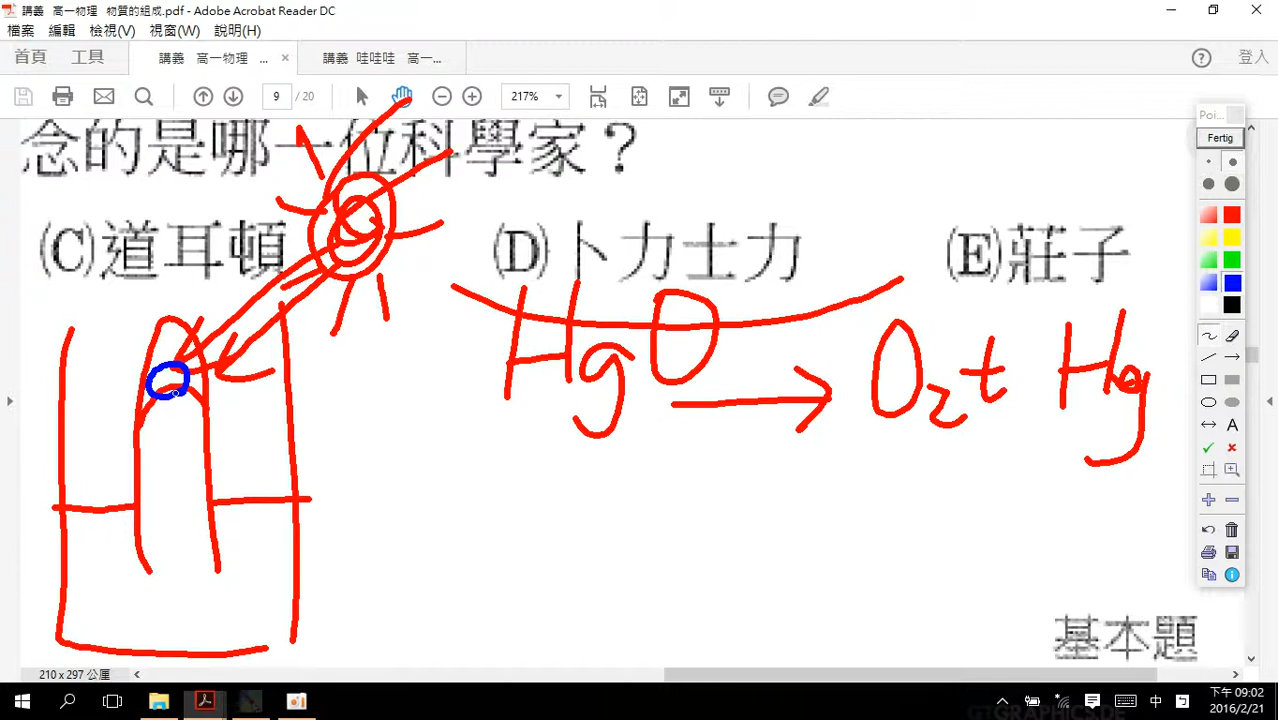 講義 高一物理 物質的組成.pdf - Adobe Acrobat Reader DC
檔案 編輯 檢視(V) 視窗(W) 說明(H)
首頁 工具 講義 高一物理 ... × 講義 哇哇哇 高一... ? 登入
9 / 20 217%
Poi...
Fertig
念的是哪一位科學家？
(C)道耳頓 (D)卜力士力 (E)莊子
HgO → O2 + Hg
A
基本題
210 x 297 公厘
中
下午 09:02
2016/2/21